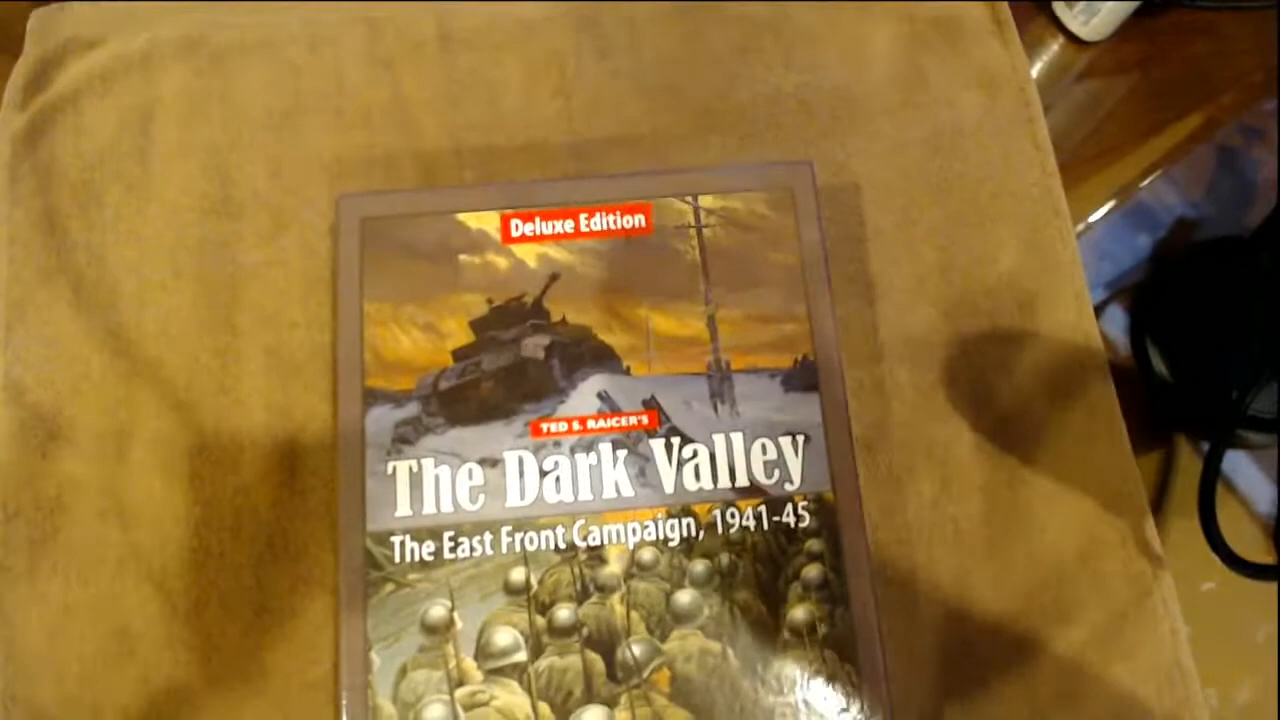 Deluxe Edition
TED S. RAICER'S
The Dark Valley
The East Front Campaign, 1941-45